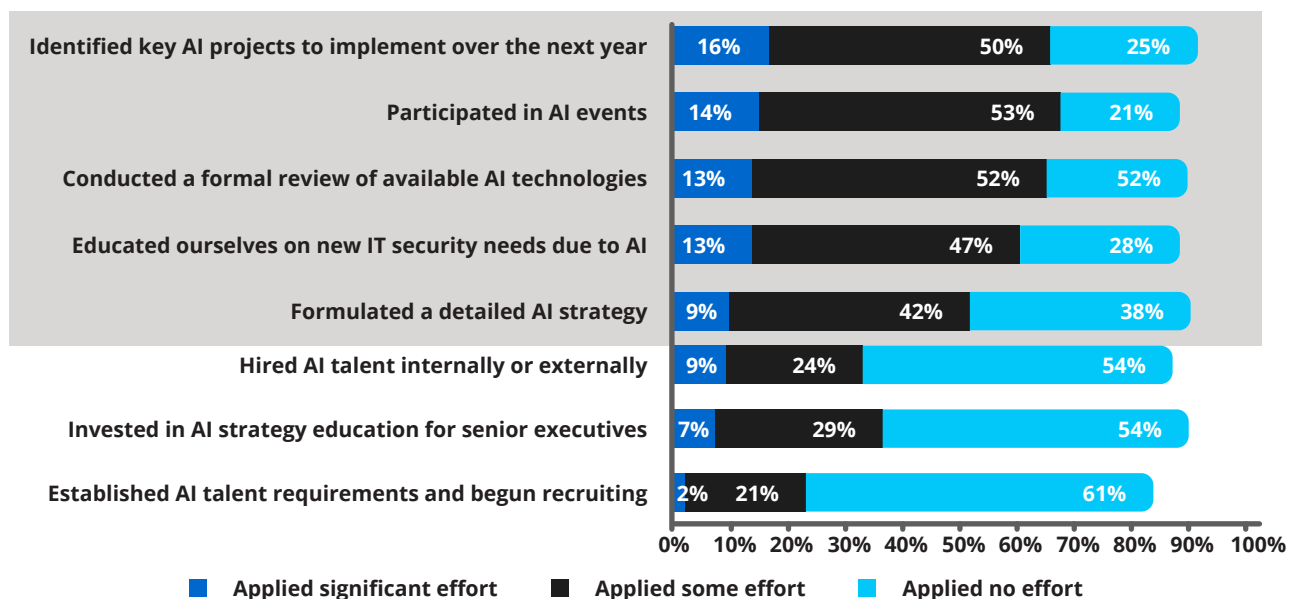 Identified key AI projects to implement over the next year 16% 50% 25%
Participated in AI events 14% 53% 21%
Conducted a formal review of available AI technologies 13% 52% 52%
Educated ourselves on new IT security needs due to AI 13% 47% 28%
Formulated a detailed AI strategy 9% 42% 38%
Hired AI talent internally or externally 9% 24% 54%
Invested in AI strategy education for senior executives 7% 29% 54%
Established AI talent requirements and begun recruiting 2% 21% 61%
0% 10% 20% 30% 40% 50% 60% 70% 80% 90% 100%
Applied significant effort Applied some effort Applied no effort